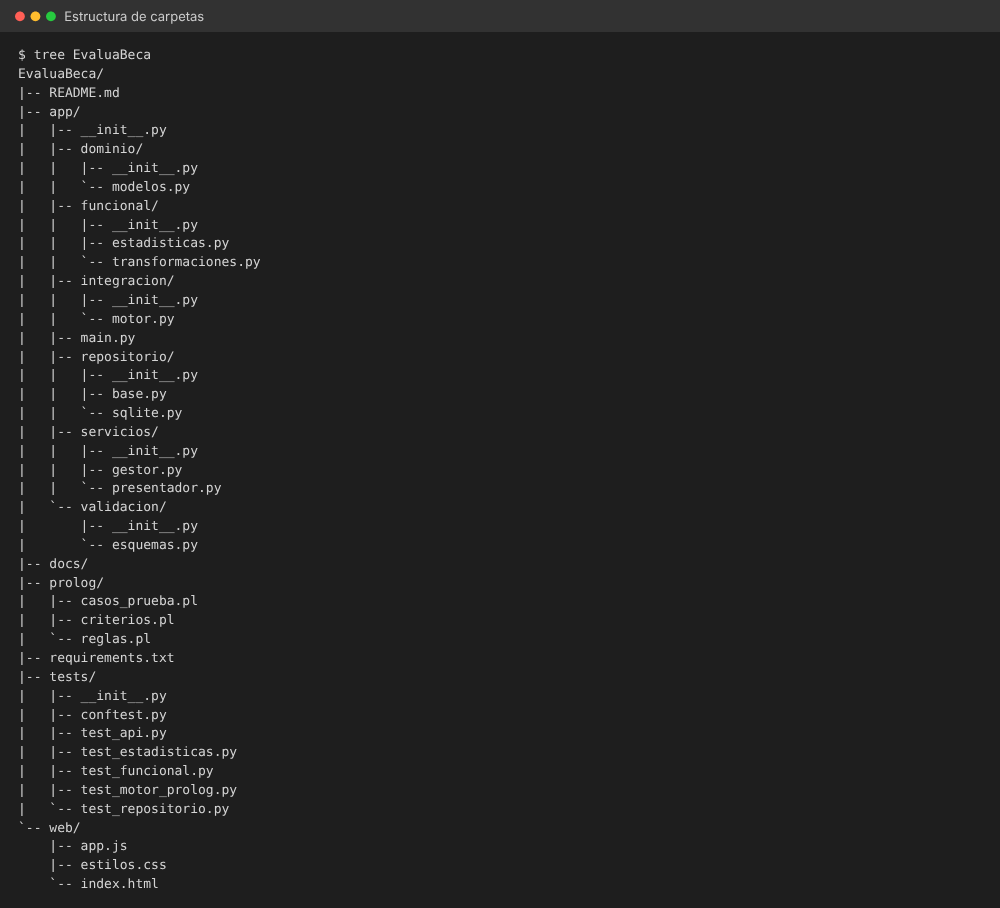 Estructura de carpetas
$ tree EvaluaBeca
EvaluaBeca/
|-- README.md
|-- app/
|   |-- __init__.py
|   |-- dominio/
|   |   |-- __init__.py
|   |   `-- modelos.py
|   |-- funcional/
|   |   |-- __init__.py
|   |   |-- estadisticas.py
|   |   `-- transformaciones.py
|   |-- integracion/
|   |   |-- __init__.py
|   |   `-- motor.py
|   |-- main.py
|   |-- repositorio/
|   |   |-- __init__.py
|   |   |-- base.py
|   |   `-- sqlite.py
|   |-- servicios/
|   |   |-- __init__.py
|   |   |-- gestor.py
|   |   `-- presentador.py
|   `-- validacion/
|       |-- __init__.py
|       `-- esquemas.py
|-- docs/
|-- prolog/
|   |-- casos_prueba.pl
|   |-- criterios.pl
|   `-- reglas.pl
|-- requirements.txt
|-- tests/
|   |-- __init__.py
|   |-- conftest.py
|   |-- test_api.py
|   |-- test_estadisticas.py
|   |-- test_funcional.py
|   |-- test_motor_prolog.py
|   `-- test_repositorio.py
`-- web/
    |-- app.js
    |-- estilos.css
    `-- index.html